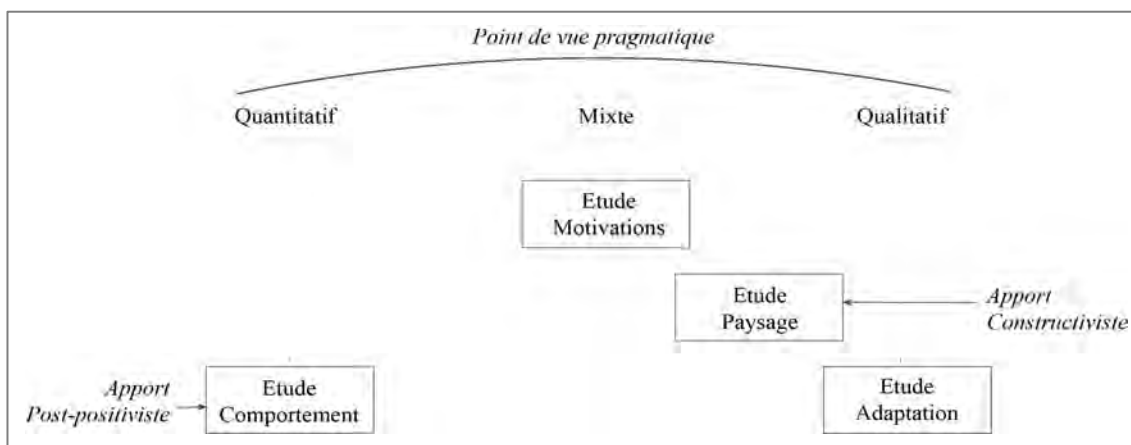 Point de vue pragmatique
Quantitatif
Mixte
Qualitatif
Etude
Motivations
Etude
Paysage
Apport
Constructiviste
Apport
Post-positiviste
Etude
Comportement
Etude
Adaptation